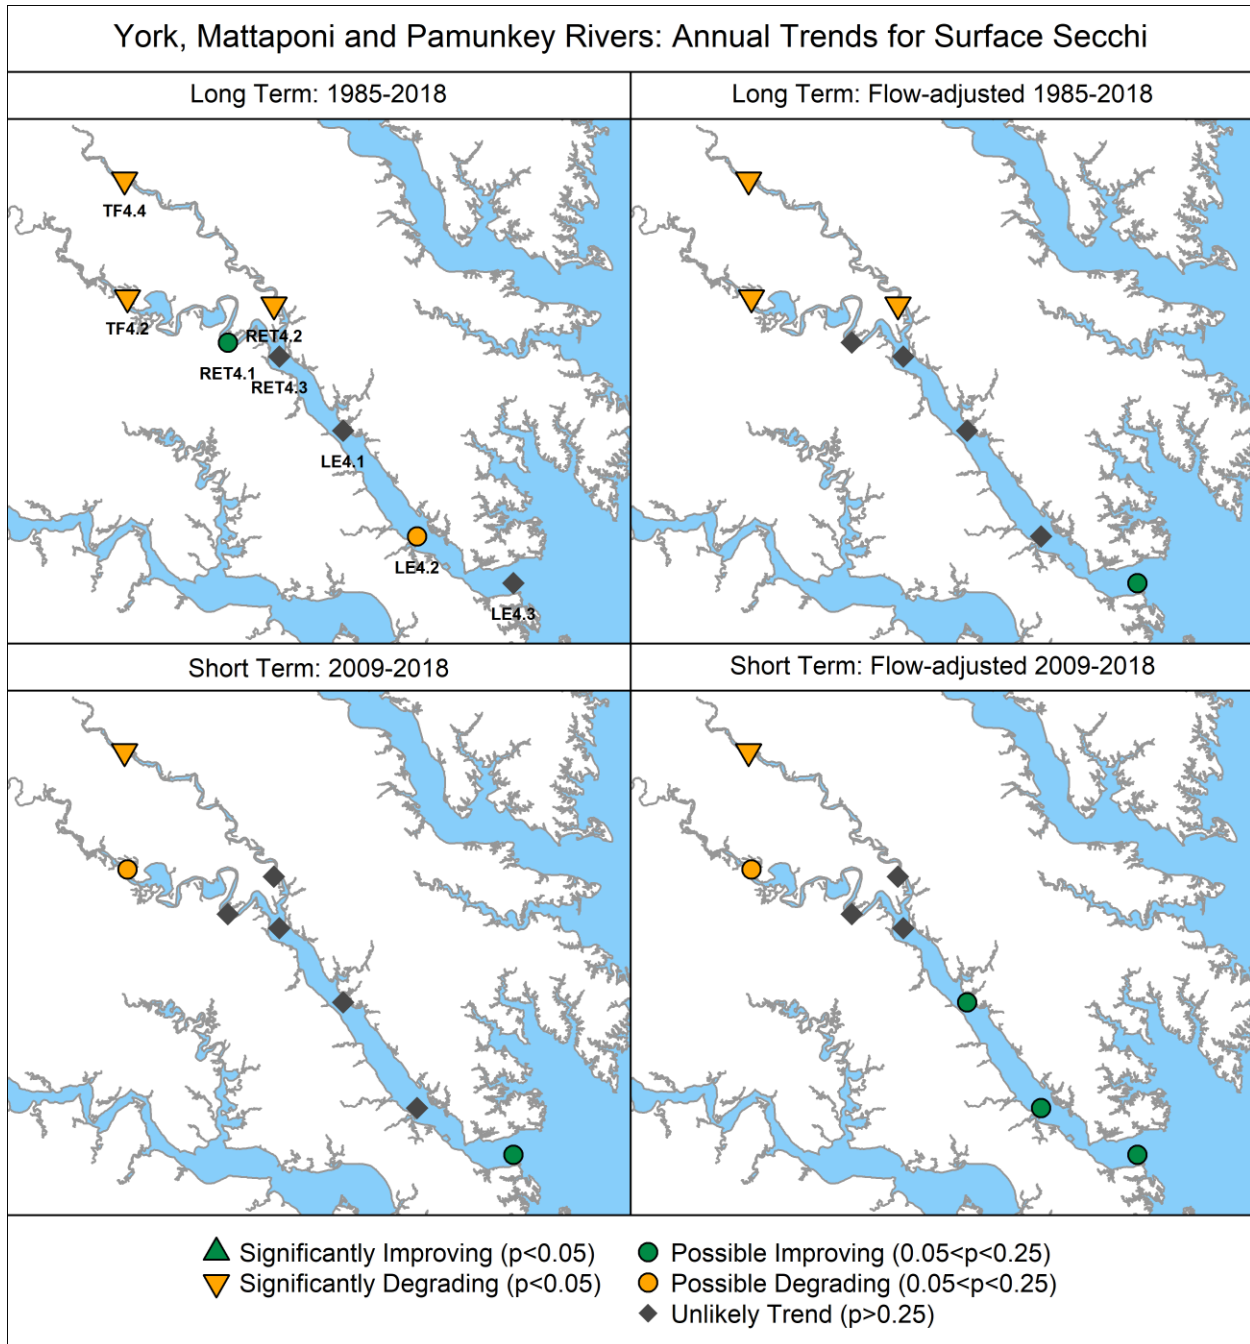 York, Mattaponi and Pamunkey Rivers: Annual Trends for Surface Secchi
Long Term: 1985-2018
Long Term: Flow-adjusted 1985-2018
TF4.4
TF4.2
RET4.2
RET4.1
RET4.3
LE4.1
LE4.2
LE4.3
Short Term: 2009-2018
Short Term: Flow-adjusted 2009-2018
Significantly Improving (p<0.05)
Significantly Degrading (p<0.05)
Possible Improving (0.05<p<0.25)
Possible Degrading (0.05<p<0.25)
Unlikely Trend (p>0.25)